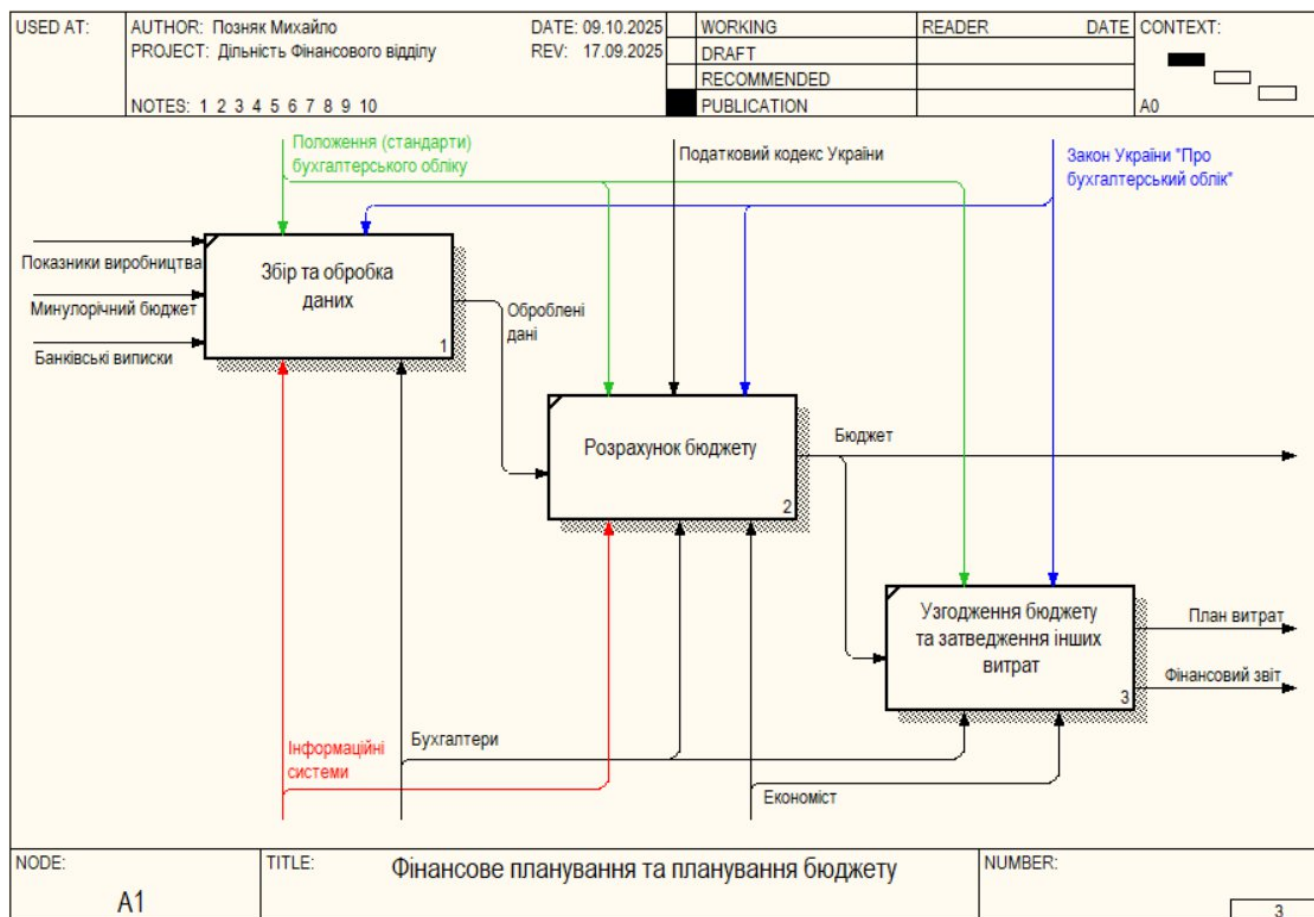 USED AT:
AUTHOR: Позняк Михайло
DATE: 09.10.2025
PROJECT: Дільність Фінансового відділу
REV: 17.09.2025
NOTES: 1 2 3 4 5 6 7 8 9 10
WORKING
DRAFT
RECOMMENDED
PUBLICATION
READER
DATE
CONTEXT:
A0
Положення (стандарти)
бухгалтерського обліку
Податковий кодекс України
Закон України "Про
бухгалтерський облік"
Показники виробництва
Минулорічний бюджет
Банківські виписки
Збір та обробка
даних
1
Оброблені
дані
Розрахунок бюджету
2
Бюджет
Узгодження бюджету
та затведження інших
витрат
3
План витрат
Фінансовий звіт
Інформаційні
системи
Бухгалтери
Економіст
NODE:
A1
TITLE:
Фінансове планування та планування бюджету
NUMBER:
3